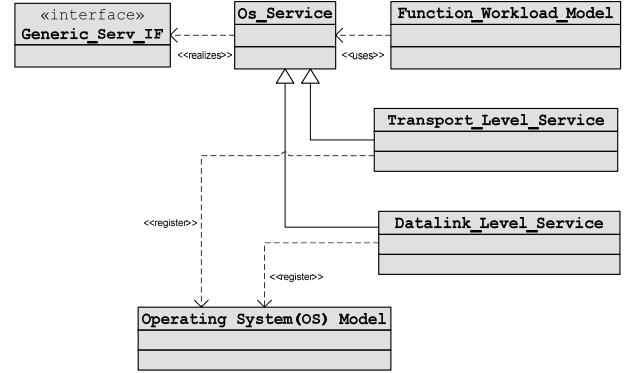 «interface»
Generic_Serv_IF
Os_Service
Function_Workload_Model
<<realizes>>
<<uses>>
Transport_Level_Service
<<register>>
Datalink_Level_Service
<<register>>
Operating System(OS) Model